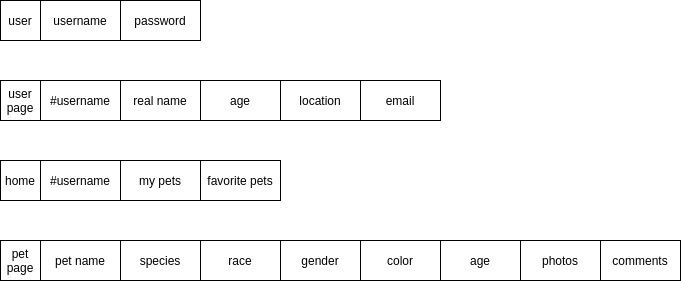 user username password
user
page #username real name age location email
home #username my pets favorite pets
pet
page pet name species race gender color age photos comments